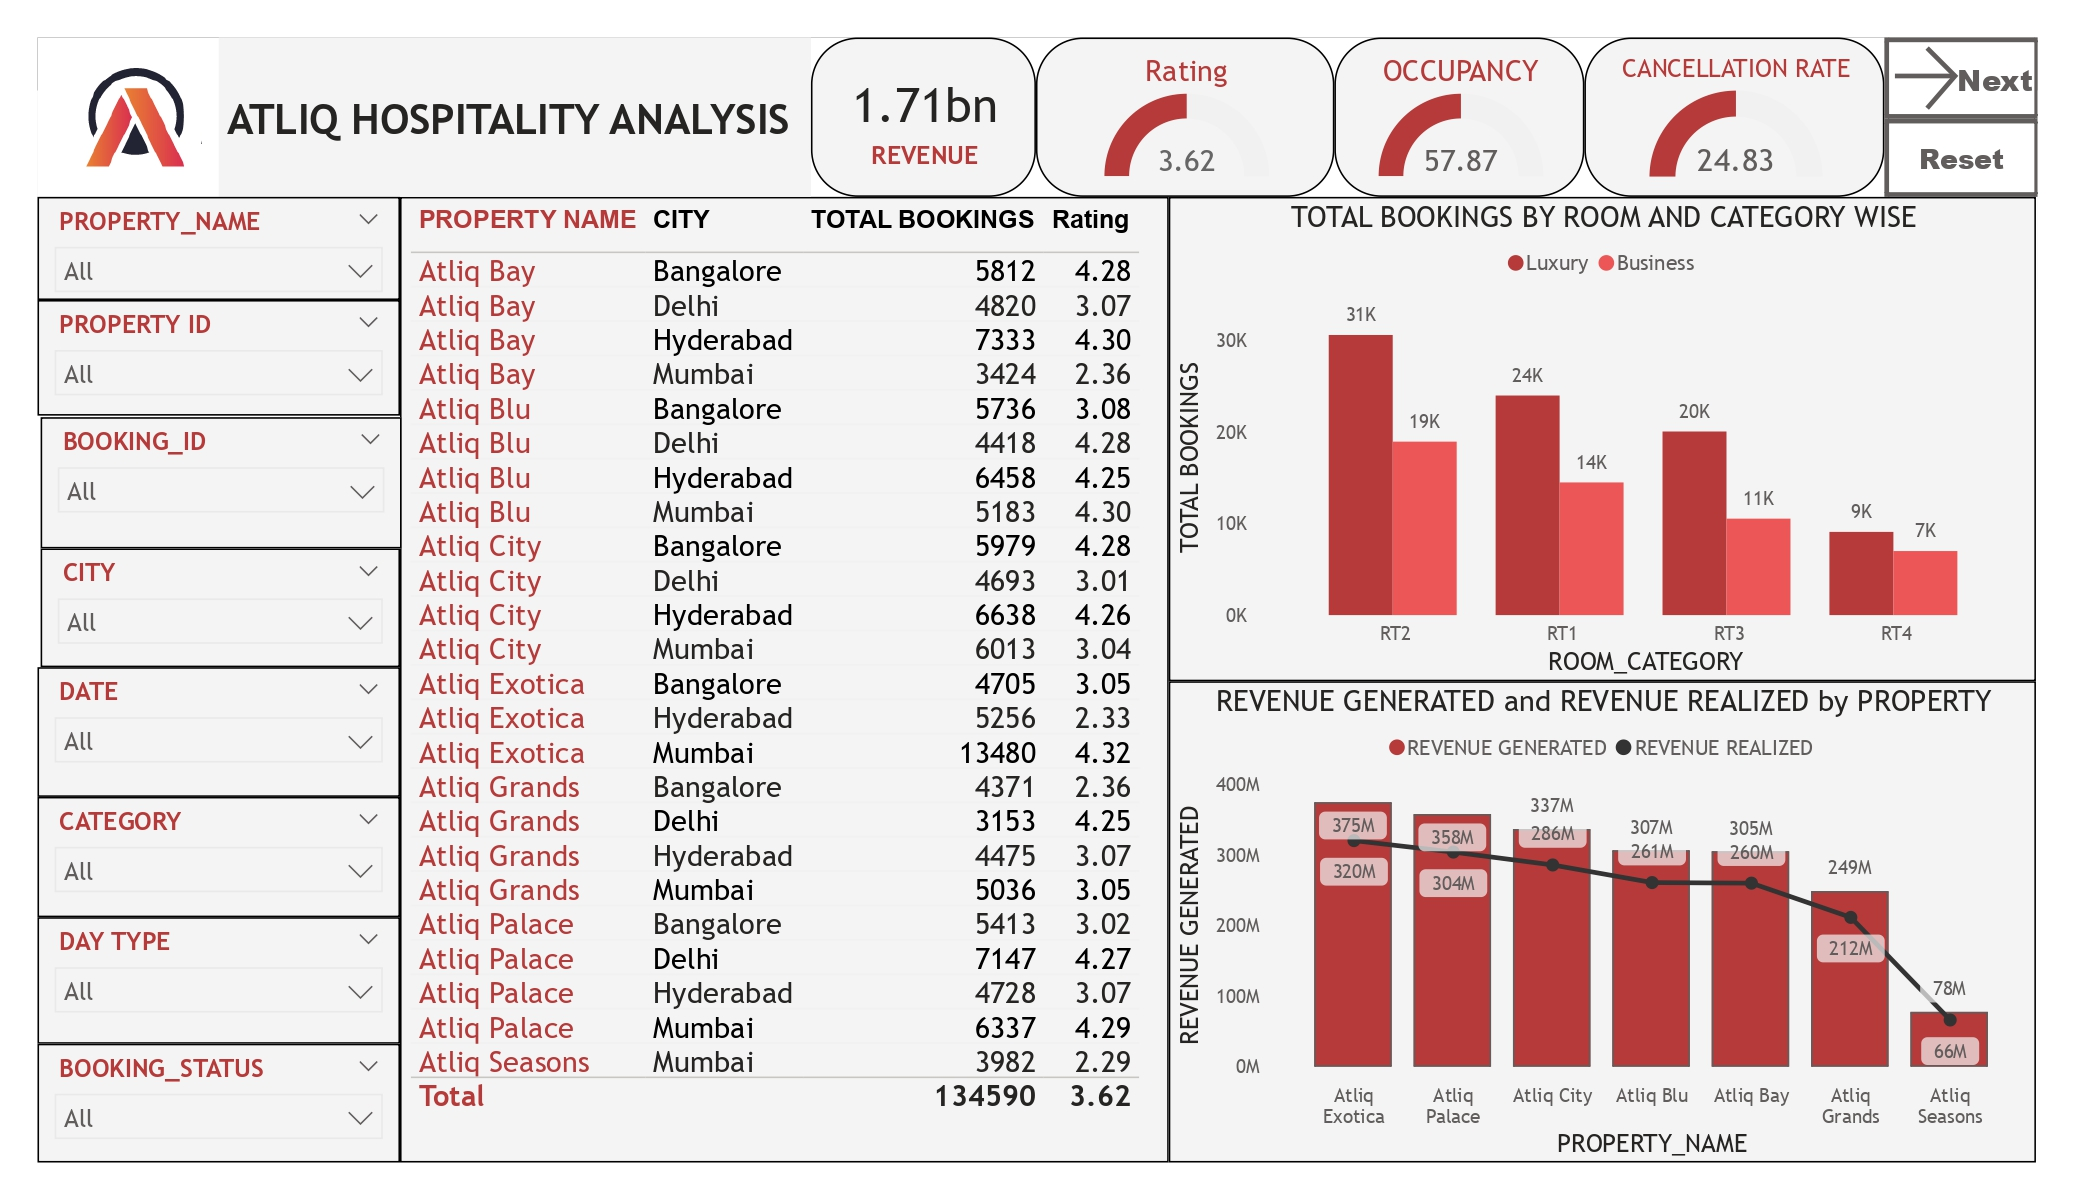 ATLIQ HOSPITALITY ANALYSIS
1.71bn
REVENUE
Rating
3.62
OCCUPANCY
57.87
CANCELLATION RATE
24.83
Next
Reset
PROPERTY_NAME
All
PROPERTY ID
All
BOOKING_ID
All
CITY
All
DATE
All
CATEGORY
All
DAY TYPE
All
BOOKING_STATUS
All
PROPERTY NAME CITY TOTAL BOOKINGS Rating
Atliq Bay Bangalore 5812 4.28
Atliq Bay Delhi 4820 3.07
Atliq Bay Hyderabad 7333 4.30
Atliq Bay Mumbai 3424 2.36
Atliq Blu Bangalore 5736 3.08
Atliq Blu Delhi 4418 4.28
Atliq Blu Hyderabad 6458 4.25
Atliq Blu Mumbai 5183 4.30
Atliq City Bangalore 5979 4.28
Atliq City Delhi 4693 3.01
Atliq City Hyderabad 6638 4.26
Atliq City Mumbai 6013 3.04
Atliq Exotica Bangalore 4705 3.05
Atliq Exotica Hyderabad 5256 2.33
Atliq Exotica Mumbai 13480 4.32
Atliq Grands Bangalore 4371 2.36
Atliq Grands Delhi 3153 4.25
Atliq Grands Hyderabad 4475 3.07
Atliq Grands Mumbai 5036 3.05
Atliq Palace Bangalore 5413 3.02
Atliq Palace Delhi 7147 4.27
Atliq Palace Hyderabad 4728 3.07
Atliq Palace Mumbai 6337 4.29
Atliq Seasons Mumbai 3982 2.29
Total 134590 3.62
TOTAL BOOKINGS BY ROOM AND CATEGORY WISE
Luxury Business
TOTAL BOOKINGS
30K
20K
10K
0K
31K
19K
24K
14K
20K
11K
9K
7K
RT2 RT1 RT3 RT4
ROOM_CATEGORY
REVENUE GENERATED and REVENUE REALIZED by PROPERTY
REVENUE GENERATED REVENUE REALIZED
REVENUE GENERATED
400M
300M
200M
100M
0M
375M
320M
358M
304M
337M
286M
307M
261M
305M
260M
249M
212M
78M
66M
Atliq
Exotica
Atliq
Palace
Atliq City
Atliq Blu
Atliq Bay
Atliq
Grands
Atliq
Seasons
PROPERTY_NAME